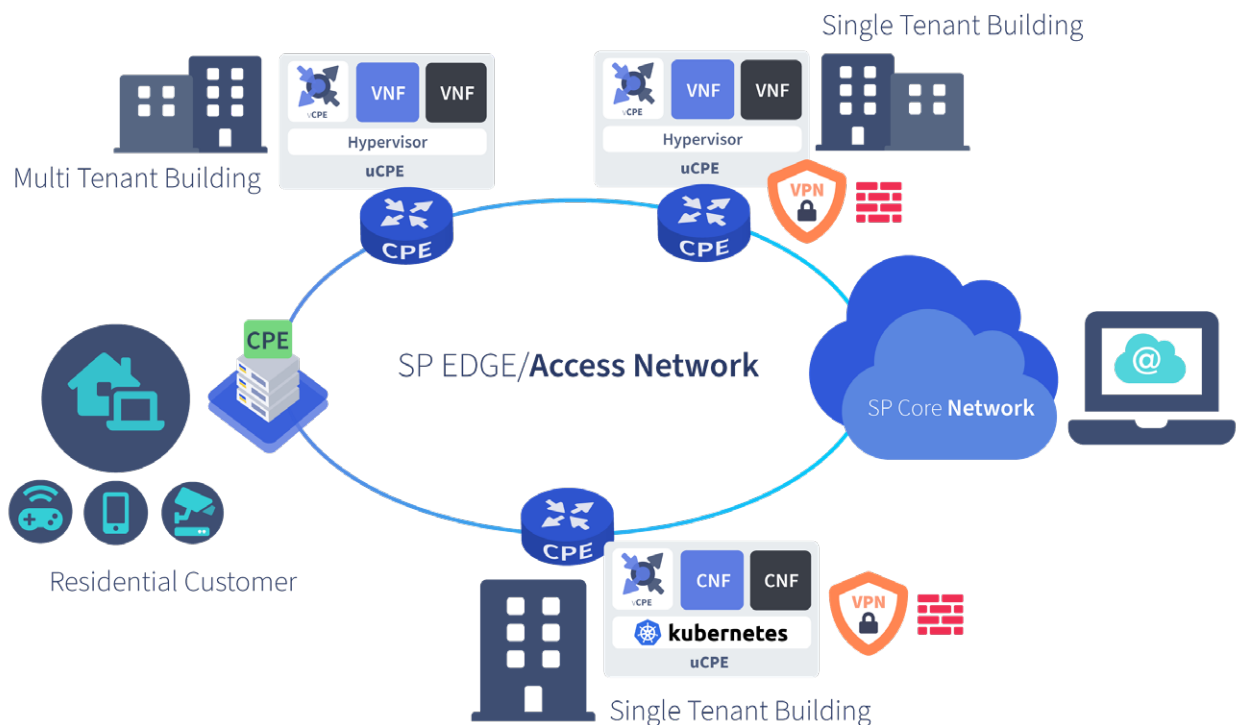 Single Tenant Building
vCPE
VNF
VNF
Hypervisor
uCPE
vCPE
VNF
VNF
Hypervisor
uCPE
Multi Tenant Building
VPN
CPE
CPE
CPE
SP EDGE/Access Network
@
SP Core Network
CPE
Residential Customer
vCPE
CNF
CNF
kubernetes
uCPE
VPN
Single Tenant Building